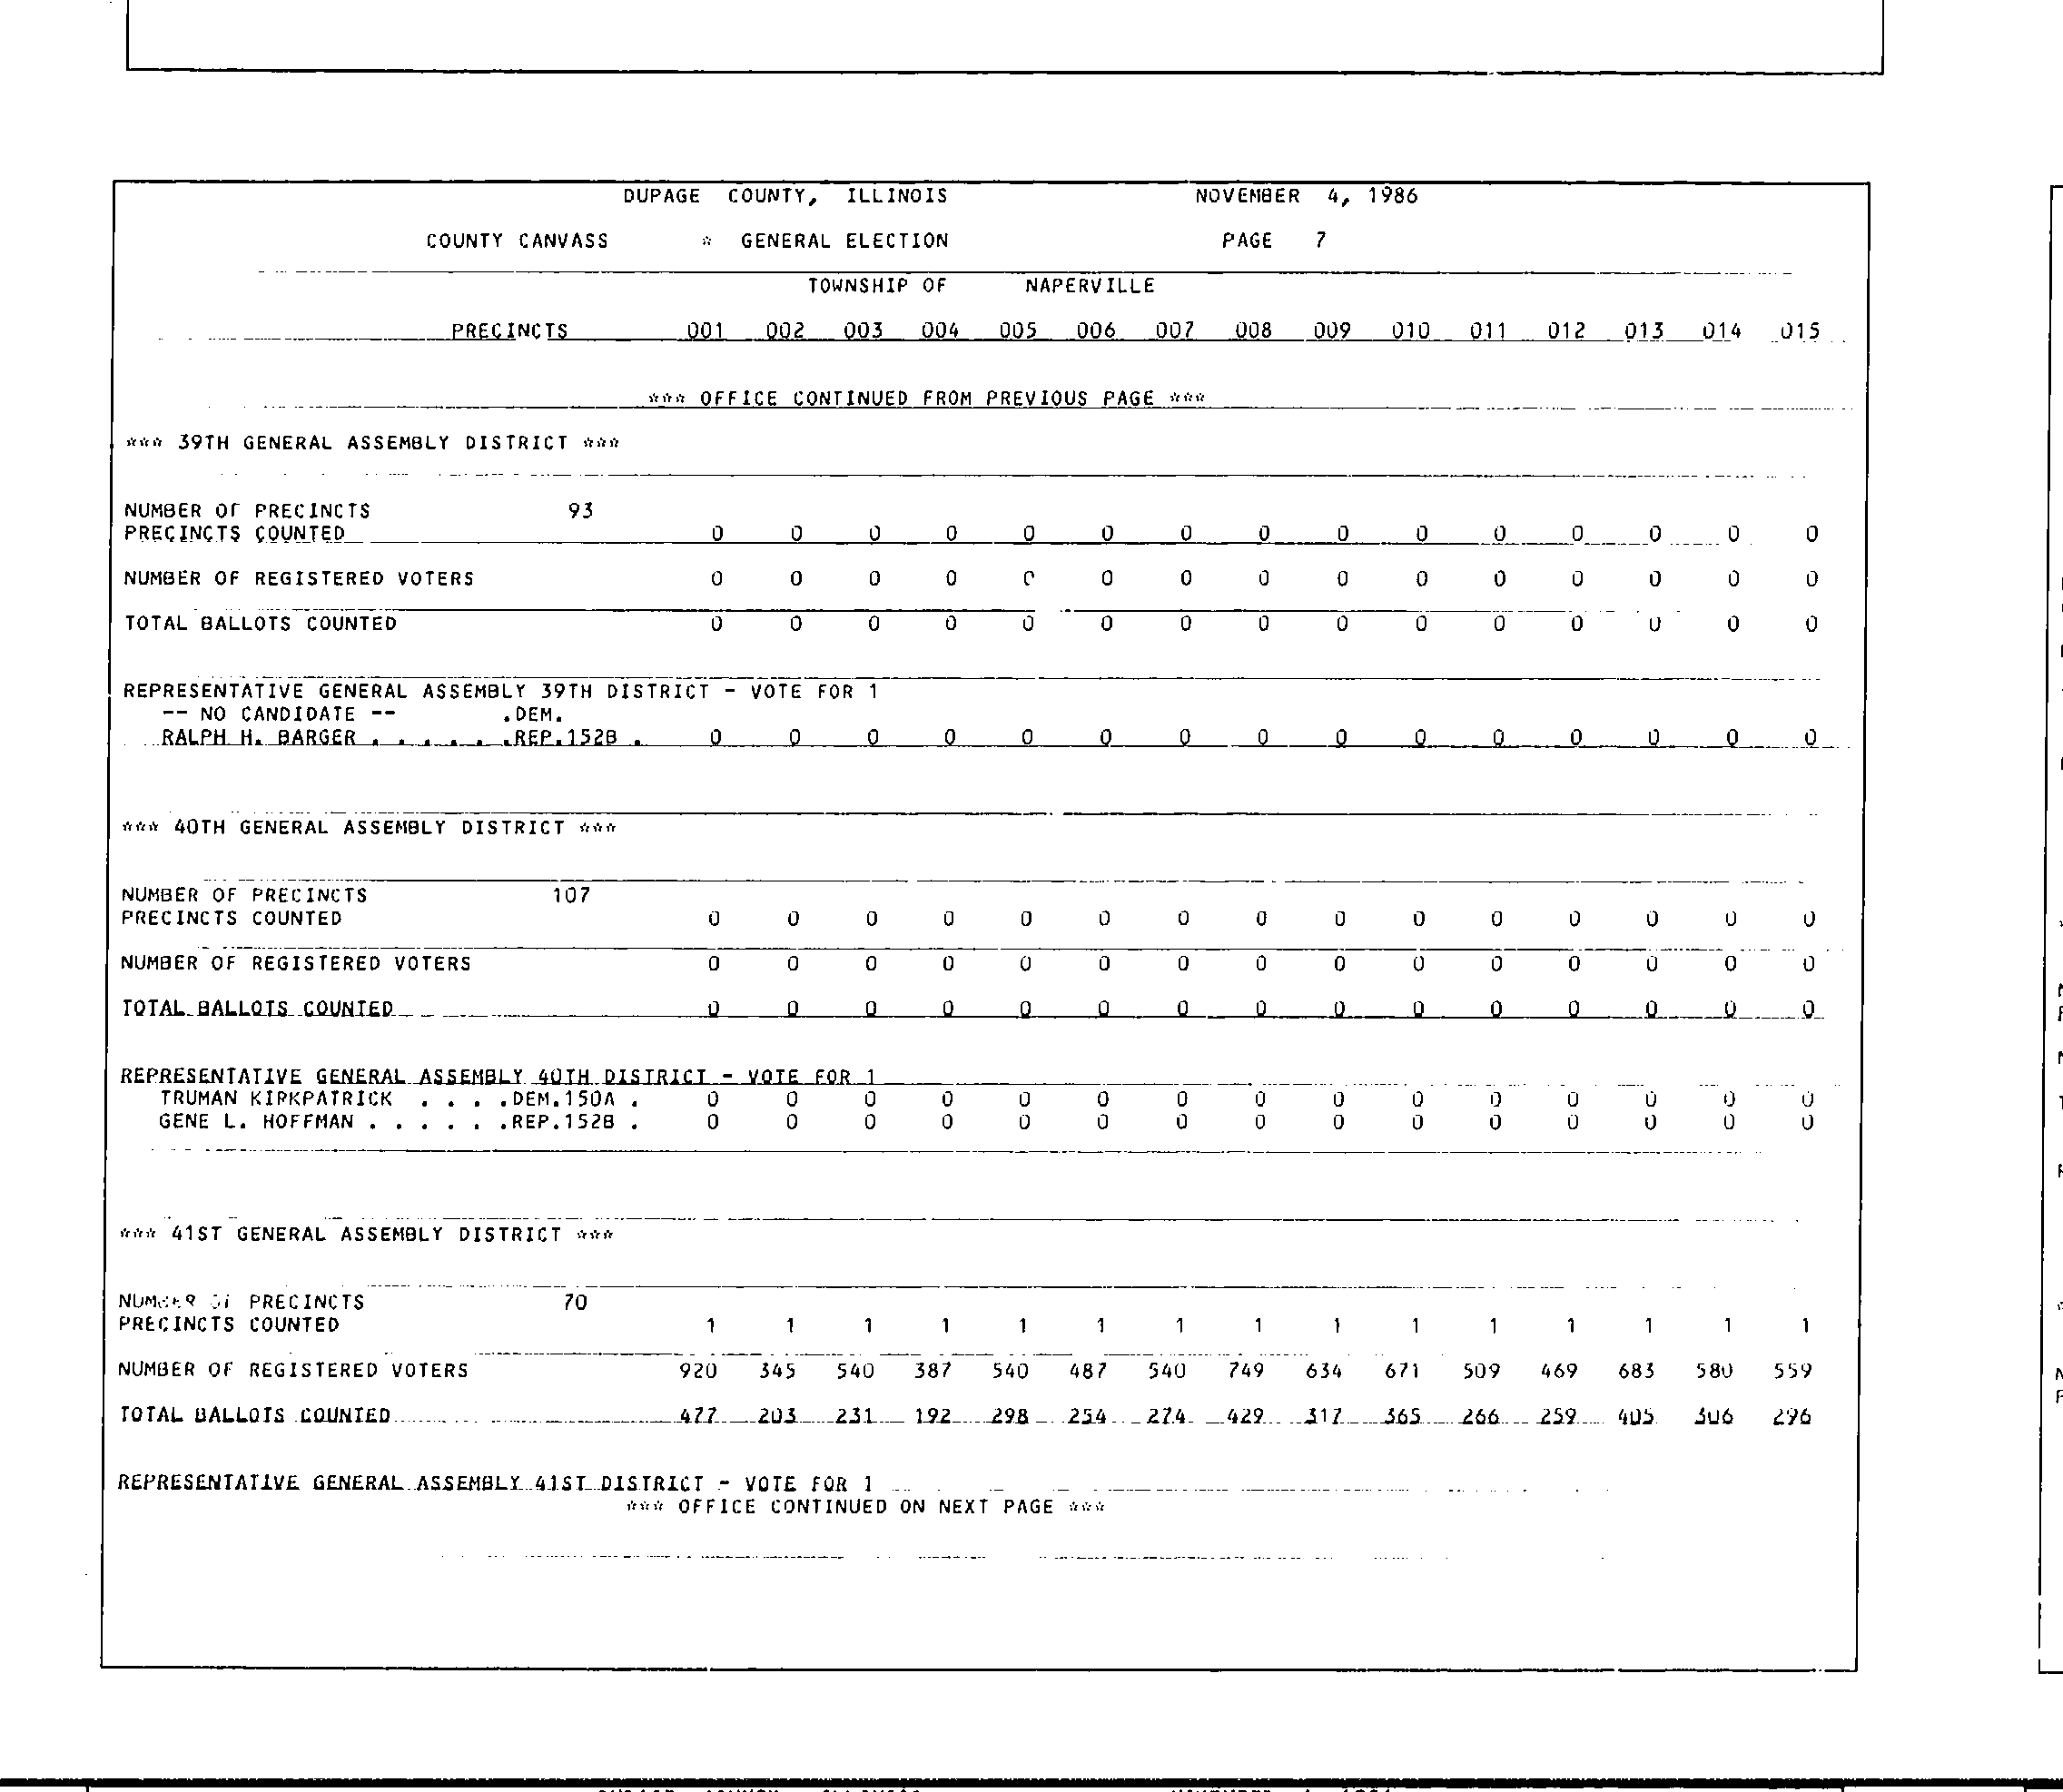 DUPAGE COUNTY, ILLINOIS NOVEMBER 4, 1986
COUNTY CANVASS * GENERAL ELECTION PAGE 7
TOWNSHIP OF NAPERVILLE
PRECINCTS 001 002 003 004 005 006 007 008 009 010 011 012 013 014 015
*** OFFICE CONTINUED FROM PREVIOUS PAGE ***
*** 39TH GENERAL ASSEMBLY DISTRICT ***
NUMBER OF PRECINCTS 93
PRECINCTS COUNTED 0 0 0 0 0 0 0 0 0 0 0 0 0 0 0
NUMBER OF REGISTERED VOTERS 0 0 0 0 0 0 0 0 0 0 0 0 0 0 0
TOTAL BALLOTS COUNTED 0 0 0 0 0 0 0 0 0 0 0 0 0 0 0
REPRESENTATIVE GENERAL ASSEMBLY 39TH DISTRICT - VOTE FOR 1
-- NO CANDIDATE -- .DEM.
RALPH H. BARGER . . . . . .REP.152B . 0 0 0 0 0 0 0 0 0 0 0 0 0 0 0
*** 40TH GENERAL ASSEMBLY DISTRICT ***
NUMBER OF PRECINCTS 107
PRECINCTS COUNTED 0 0 0 0 0 0 0 0 0 0 0 0 0 0 0
NUMBER OF REGISTERED VOTERS 0 0 0 0 0 0 0 0 0 0 0 0 0 0 0
TOTAL BALLOTS COUNTED 0 0 0 0 0 0 0 0 0 0 0 0 0 0 0
REPRESENTATIVE GENERAL ASSEMBLY 40TH DISTRICT - VOTE FOR 1
TRUMAN KIRKPATRICK . . . .DEM.150A . 0 0 0 0 0 0 0 0 0 0 0 0 0 0 0
GENE L. HOFFMAN . . . . . .REP.152B . 0 0 0 0 0 0 0 0 0 0 0 0 0 0 0
*** 41ST GENERAL ASSEMBLY DISTRICT ***
NUMBER OF PRECINCTS 70
PRECINCTS COUNTED 1 1 1 1 1 1 1 1 1 1 1 1 1 1 1
NUMBER OF REGISTERED VOTERS 920 345 540 387 540 487 540 749 634 671 509 469 683 580 559
TOTAL BALLOTS COUNTED 477 203 231 192 298 254 274 429 317 365 266 259 405 306 296
REPRESENTATIVE GENERAL ASSEMBLY 41ST DISTRICT - VOTE FOR 1
*** OFFICE CONTINUED ON NEXT PAGE ***